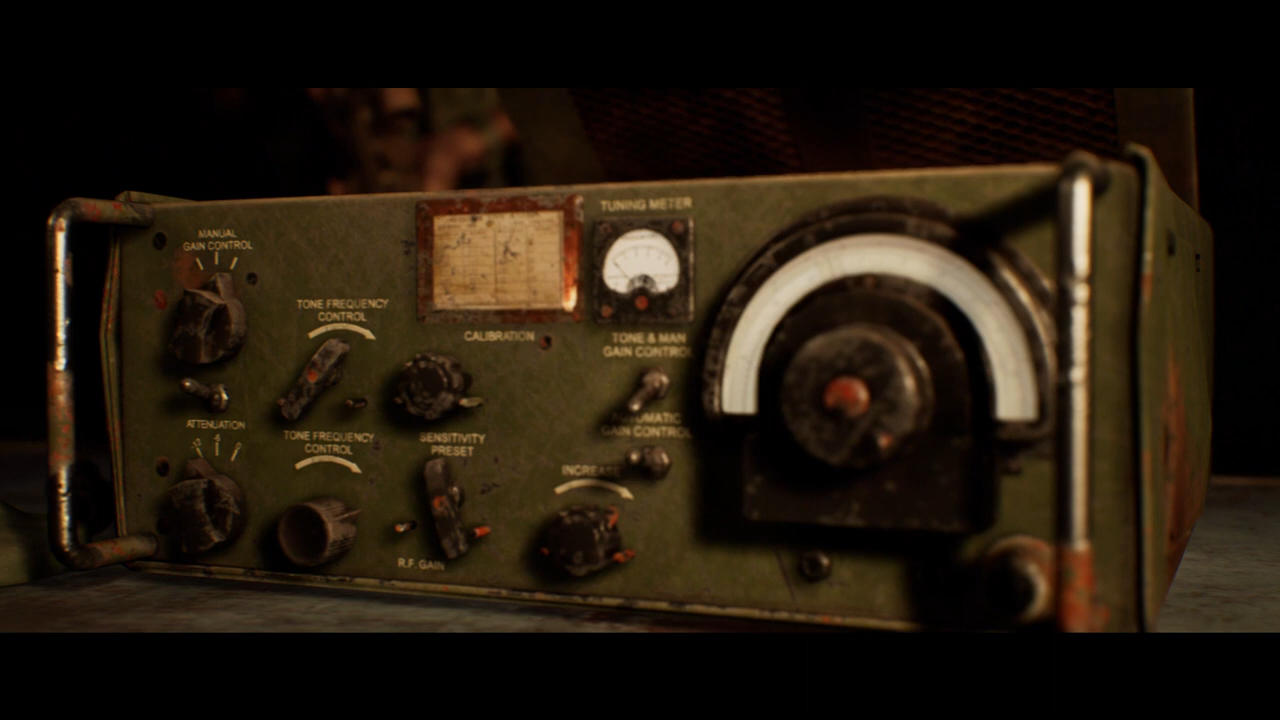 MANUAL
GAIN CONTROL
TONE FREQUENCY
CONTROL
CALIBRATION
TUNING METER
TONE & MAN
GAIN CONTROL
GAIN CONTROL
ATTENUATION
TONE FREQUENCY
CONTROL
SENSITIVITY
PRESET
R.F. GAIN
INCREASE